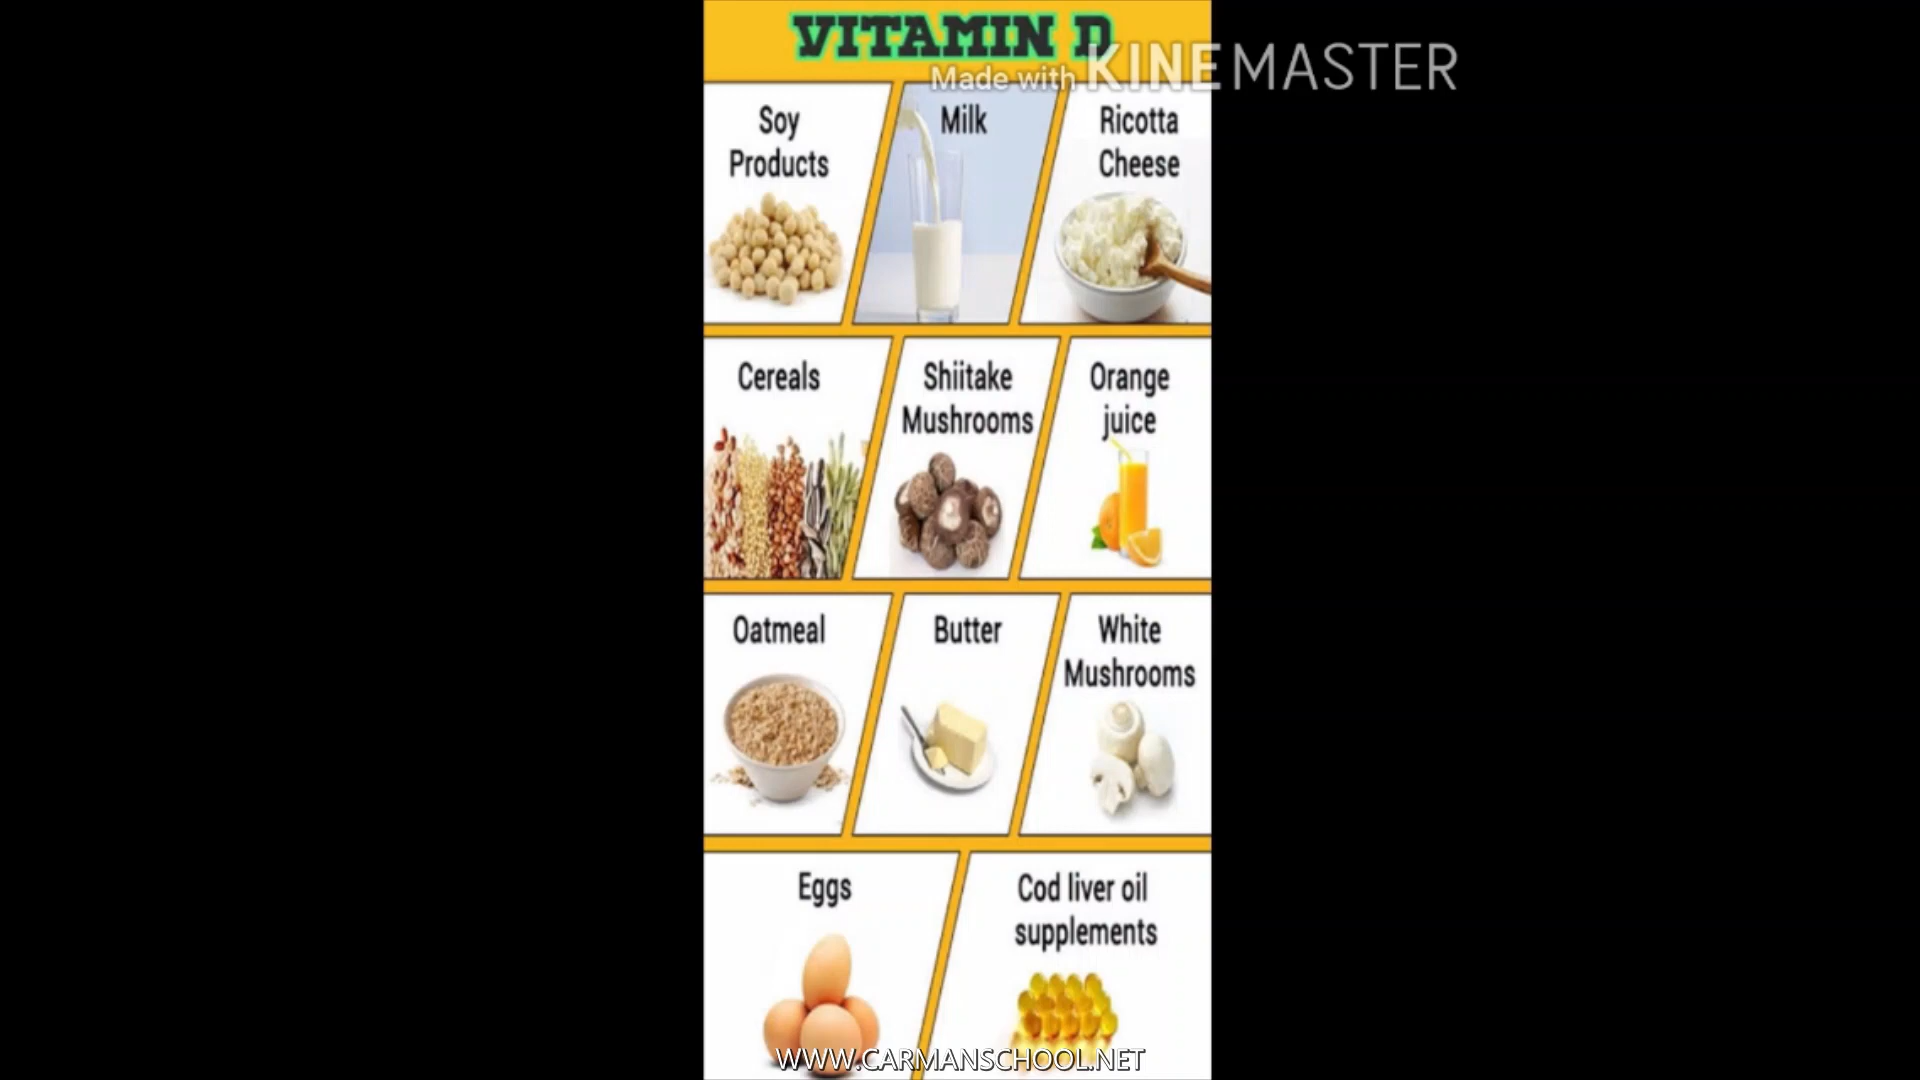 VITAMIN D
Made with KINEMASTER
Soy
Products
Milk
Ricotta
Cheese
Cereals
Shiitake
Mushrooms
Orange
juice
Oatmeal
Butter
White
Mushrooms
Eggs
Cod liver oil
supplements
WWW.CARMANSCHOOL.NET